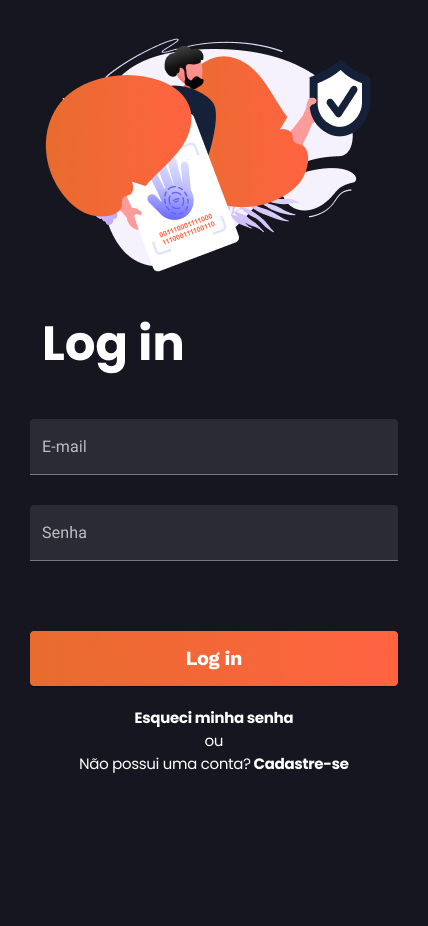 001110001111000
111000111100110
Log in
E-mail
Senha
Log in
Esqueci minha senha
ou
Não possui uma conta? Cadastre-se